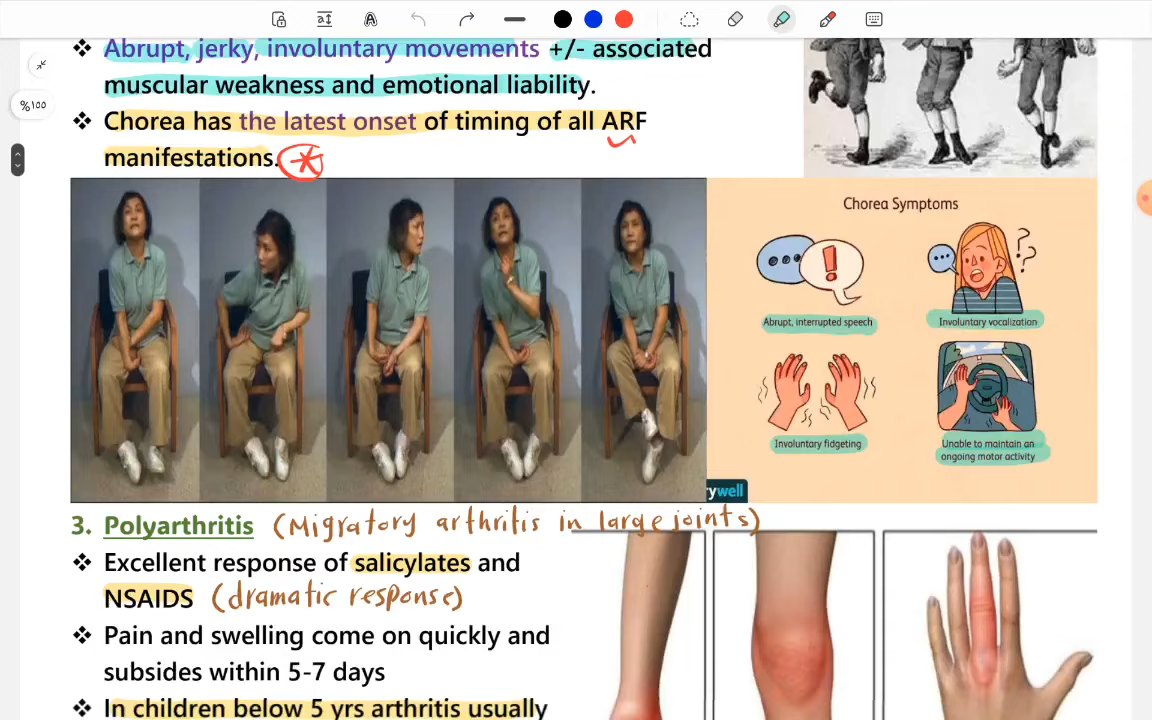 ❖ Abrupt, jerky, involuntary movements +/- associated
muscular weakness and emotional liability.
❖ Chorea has the latest onset of timing of all ARF
manifestations.
%١٠٠
Chorea Symptoms
Abrupt, interrupted speech
Involuntary vocalization
Involuntary fidgeting
Unable to maintain an
ongoing motor activity
rywell
3. Polyarthritis (Migratory arthritis in large joints)
❖ Excellent response of salicylates and
NSAIDS (dramatic response)
❖ Pain and swelling come on quickly and
subsides within 5-7 days
❖ In children below 5 yrs arthritis usually